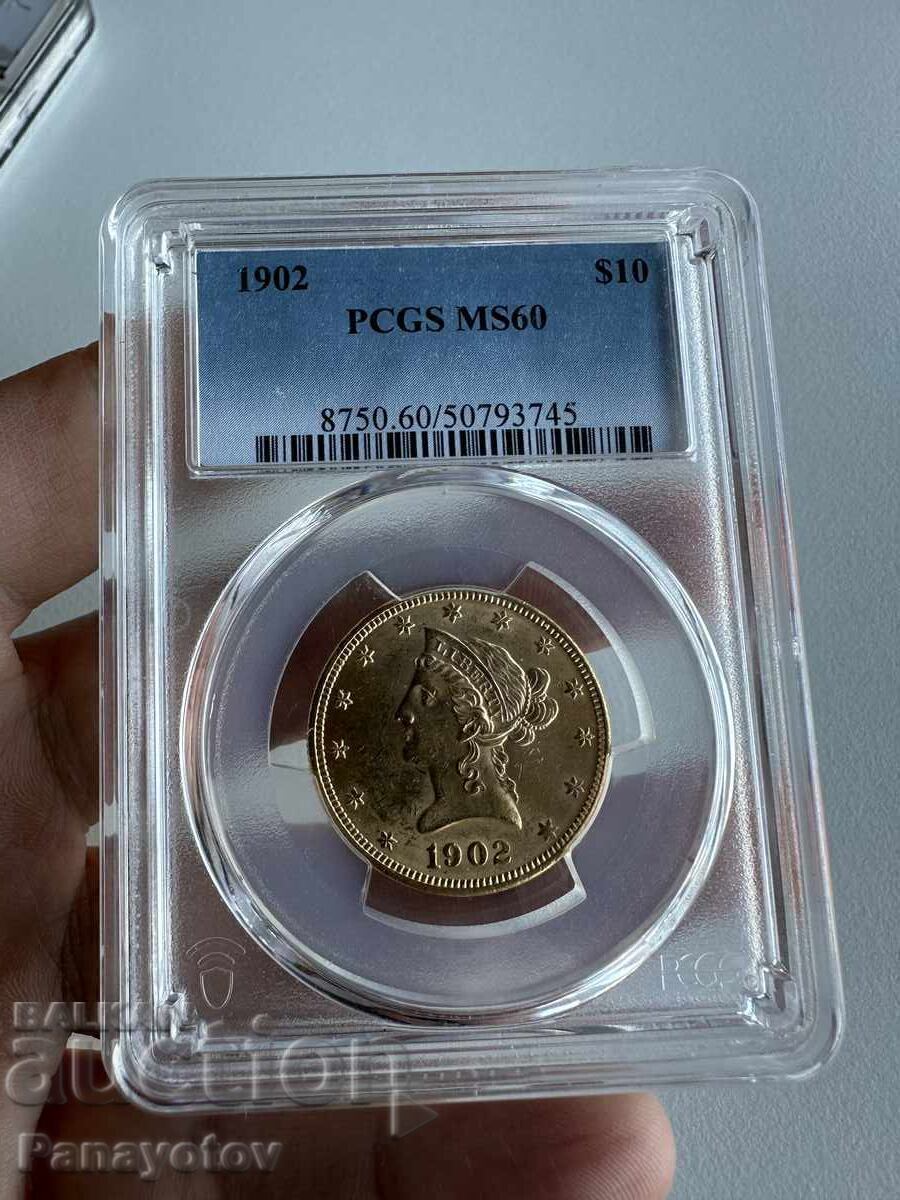 1902 $10
PCGS MS60
8750.60/50793745
LIBERTY
1902
PCGS
BALKAN
auction
Panayotov